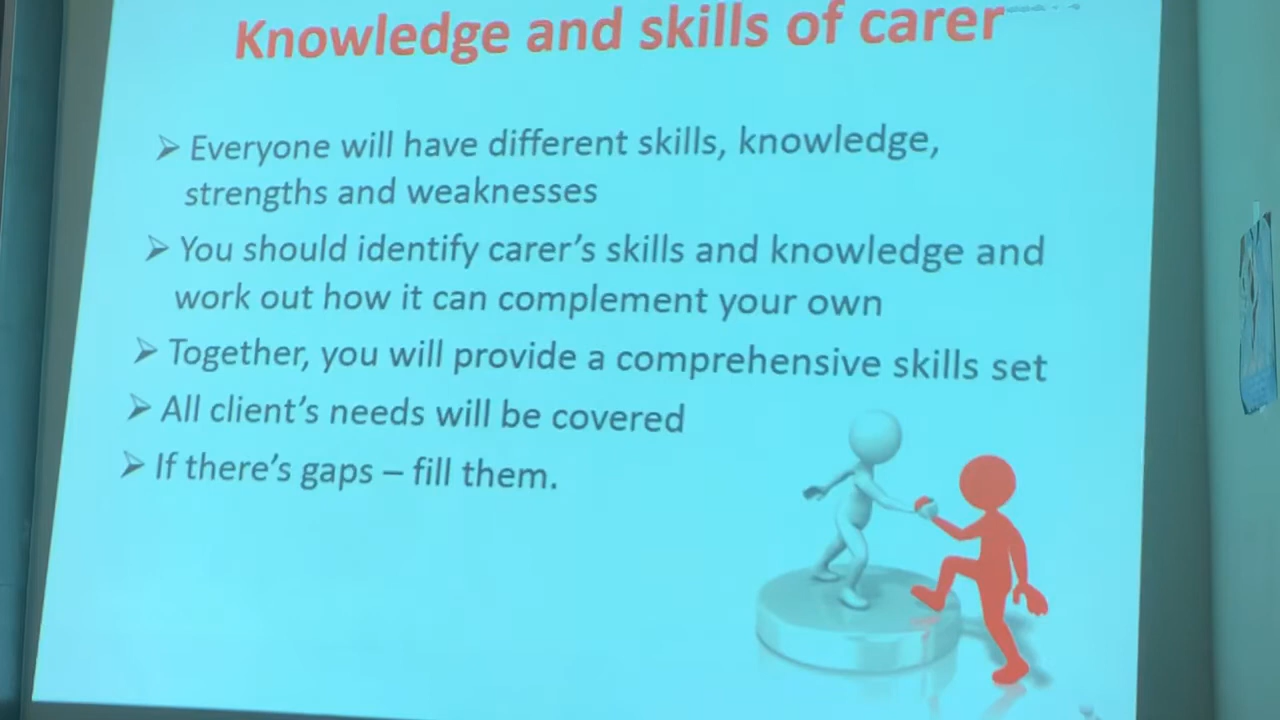 Knowledge and skills of carer
➢ Everyone will have different skills, knowledge,
strengths and weaknesses
➢ You should identify carer's skills and knowledge and
work out how it can complement your own
➢ Together, you will provide a comprehensive skills set
➢ All client's needs will be covered
➢ If there's gaps – fill them.